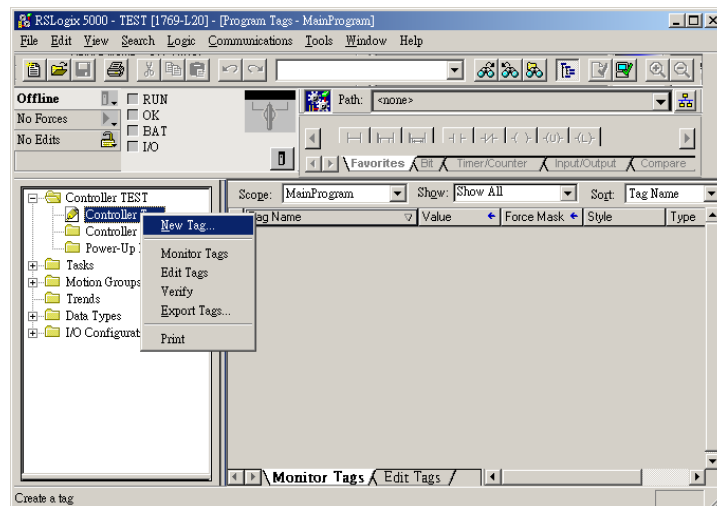 RSLogix 5000 - TEST [1769-L20] - [Program Tags - MainProgram]
File Edit View Search Logic Communications Tools Window Help
Offline
RUN
Path: <none>
No Forces
OK
No Edits
BAT
I/O
Favorites Bit Timer/Counter Input/Output Compare
Controller TEST
Controller
Controller
Power-Up
Tasks
Motion Groups
Trends
Data Types
I/O Configurat
New Tag...
Monitor Tags
Edit Tags
Verify
Export Tags...
Print
Scope: MainProgram Show: Show All Sort: Tag Name
Tag Name Value Force Mask Style Type
Monitor Tags Edit Tags
Create a tag